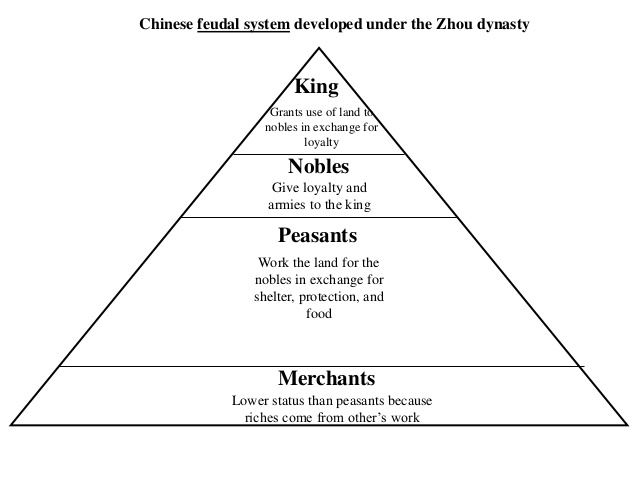 Chinese feudal system developed under the Zhou dynasty
King
Grants use of land to
nobles in exchange for
loyalty
Nobles
Give loyalty and
armies to the king
Peasants
Work the land for the
nobles in exchange for
shelter, protection, and
food
Merchants
Lower status than peasants because
riches come from other’s work